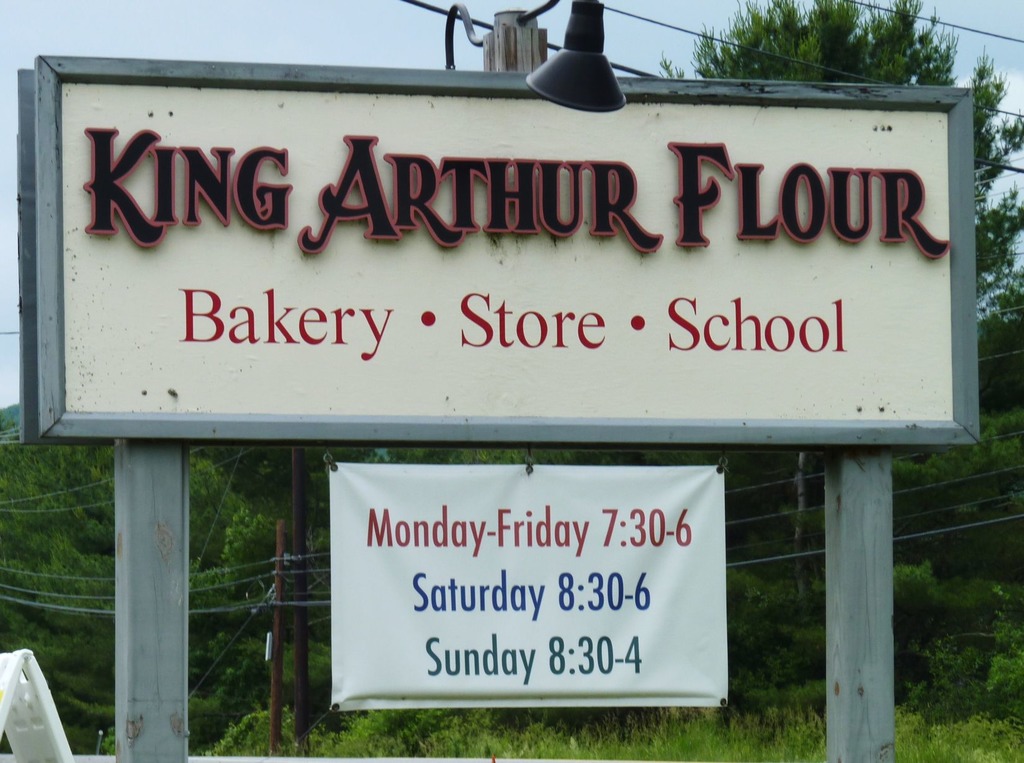 King Arthur Flour
Bakery • Store • School
Monday-Friday 7:30-6
Saturday 8:30-6
Sunday 8:30-4